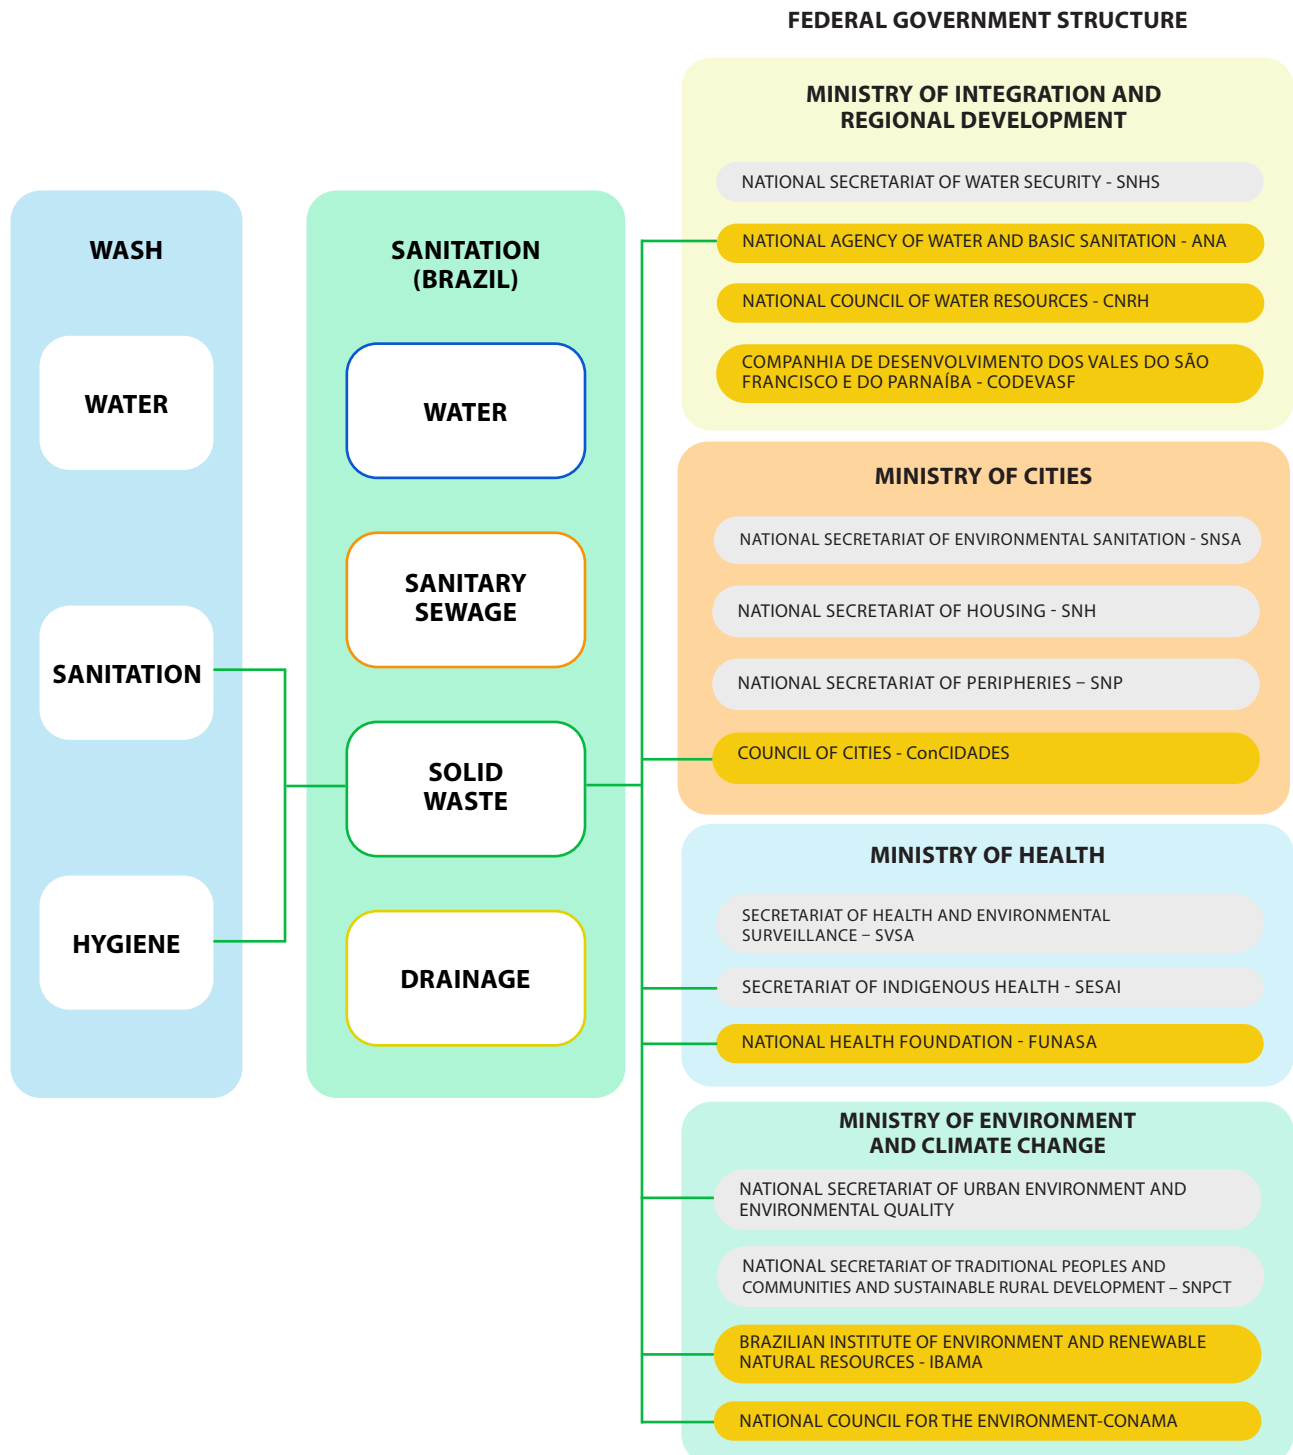 FEDERAL GOVERNMENT STRUCTURE
WASH
WATER
SANITATION
HYGIENE
SANITATION
(BRAZIL)
WATER
SANITARY
SEWAGE
SOLID
WASTE
DRAINAGE
MINISTRY OF INTEGRATION AND
REGIONAL DEVELOPMENT
NATIONAL SECRETARIAT OF WATER SECURITY - SNHS
NATIONAL AGENCY OF WATER AND BASIC SANITATION - ANA
NATIONAL COUNCIL OF WATER RESOURCES - CNRH
COMPANHIA DE DESENVOLVIMENTO DOS VALES DO SÃO
FRANCISCO E DO PARNAÍBA - CODEVASF
MINISTRY OF CITIES
NATIONAL SECRETARIAT OF ENVIRONMENTAL SANITATION - SNSA
NATIONAL SECRETARIAT OF HOUSING - SNH
NATIONAL SECRETARIAT OF PERIPHERIES – SNP
COUNCIL OF CITIES - ConCIDADES
MINISTRY OF HEALTH
SECRETARIAT OF HEALTH AND ENVIRONMENTAL
SURVEILLANCE – SVSA
SECRETARIAT OF INDIGENOUS HEALTH - SESAI
NATIONAL HEALTH FOUNDATION - FUNASA
MINISTRY OF ENVIRONMENT
AND CLIMATE CHANGE
NATIONAL SECRETARIAT OF URBAN ENVIRONMENT AND
ENVIRONMENTAL QUALITY
NATIONAL SECRETARIAT OF TRADITIONAL PEOPLES AND
COMMUNITIES AND SUSTAINABLE RURAL DEVELOPMENT – SNPCT
BRAZILIAN INSTITUTE OF ENVIRONMENT AND RENEWABLE
NATURAL RESOURCES - IBAMA
NATIONAL COUNCIL FOR THE ENVIRONMENT-CONAMA